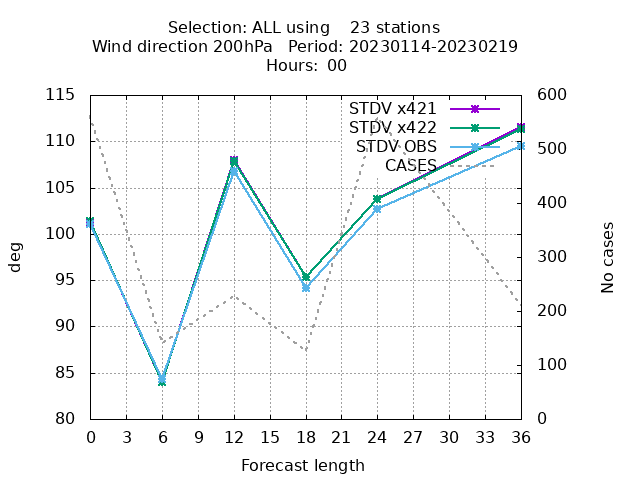 Selection: ALL using    23 stations
Wind direction 200hPa   Period: 20230114-20230219
Hours: 00
STDV x421
STDV x422
STDV OBS
CASES
115
110
105
100
95
90
85
80
deg
600
500
400
300
200
100
0
No cases
0 3 6 9 12 15 18 21 24 27 30 33 36
Forecast length